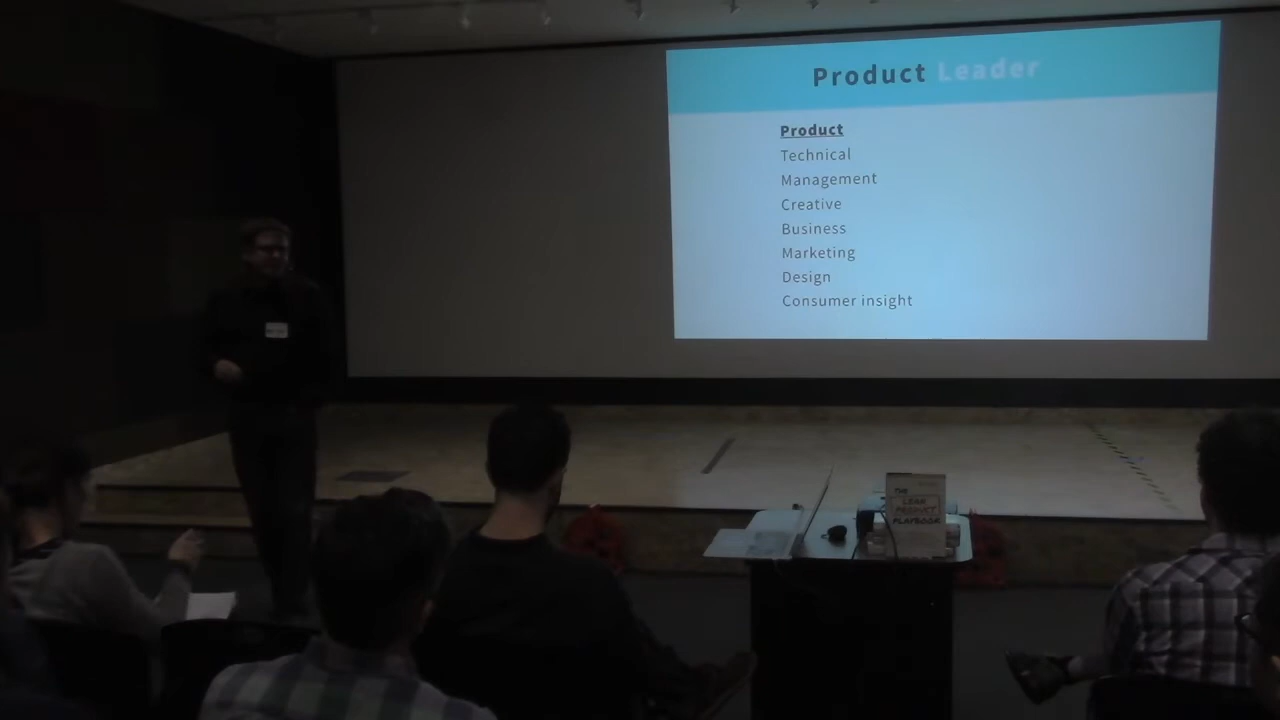 Product Leader
Product
Technical
Management
Creative
Business
Marketing
Design
Consumer insight
THE
LEAN
PRODUCT
PLAYBOOK